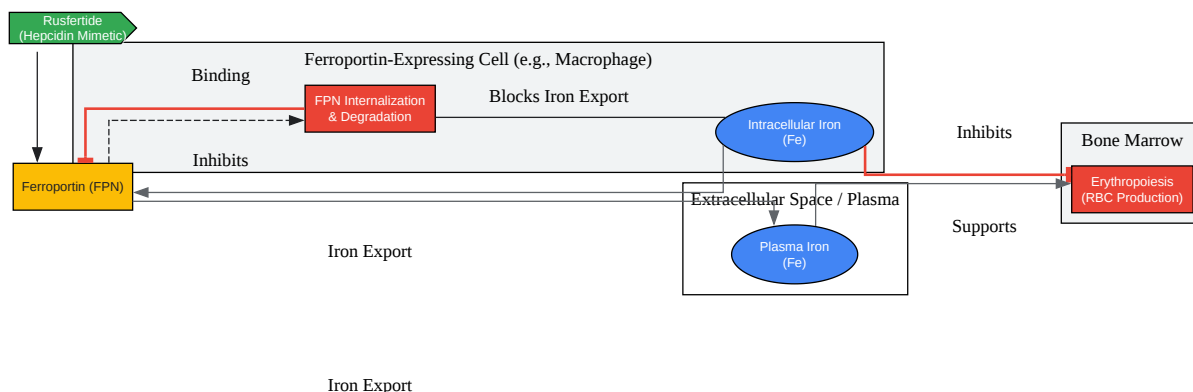 Rusfertide
(Hepcidin Mimetic)
Ferroportin-Expressing Cell (e.g., Macrophage)
Binding
FPN Internalization
& Degradation
Blocks Iron Export
Intracellular Iron
(Fe)
Inhibits
Bone Marrow
Inhibits
Ferroportin (FPN)
Erythropoiesis
(RBC Production)
Extracellular Space / Plasma
Supports
Iron Export
Plasma Iron
(Fe)
Iron Export